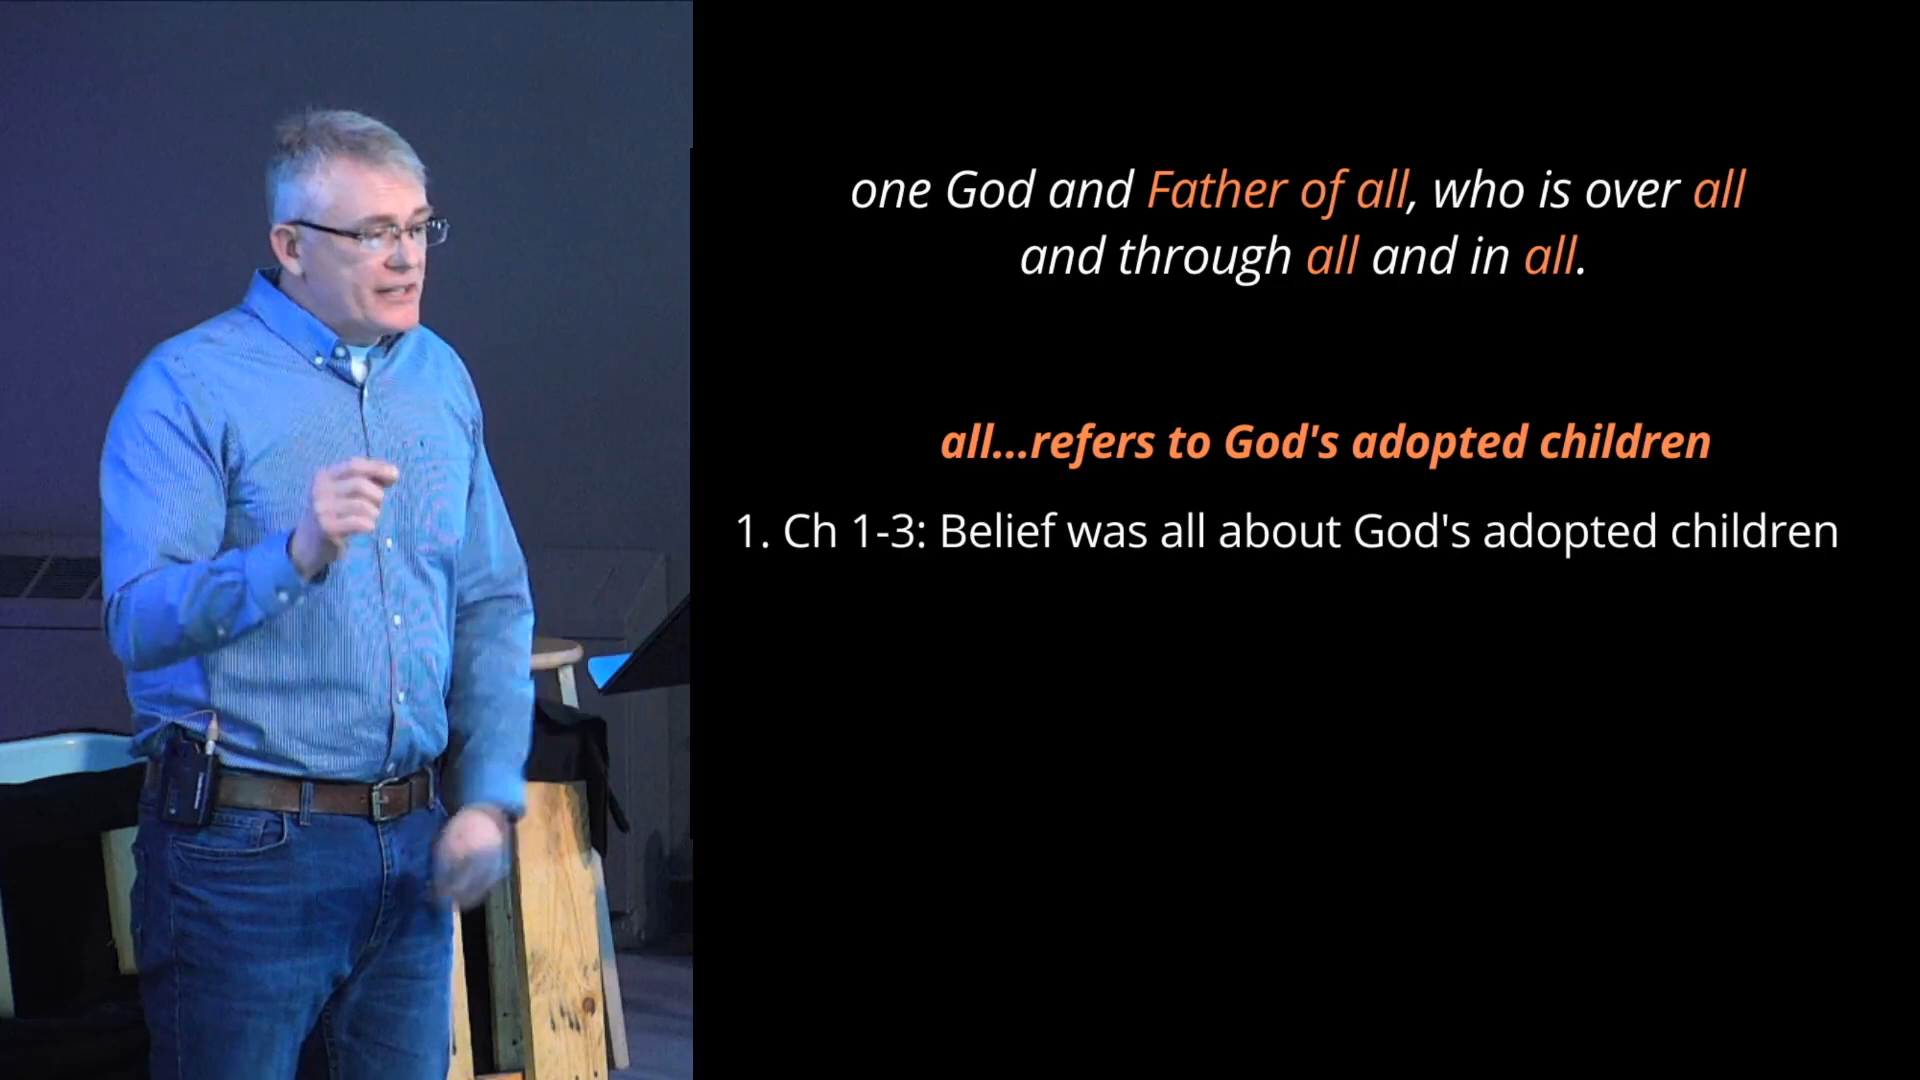 one God and Father of all, who is over all
and through all and in all.
all...refers to God's adopted children
1. Ch 1-3: Belief was all about God's adopted children